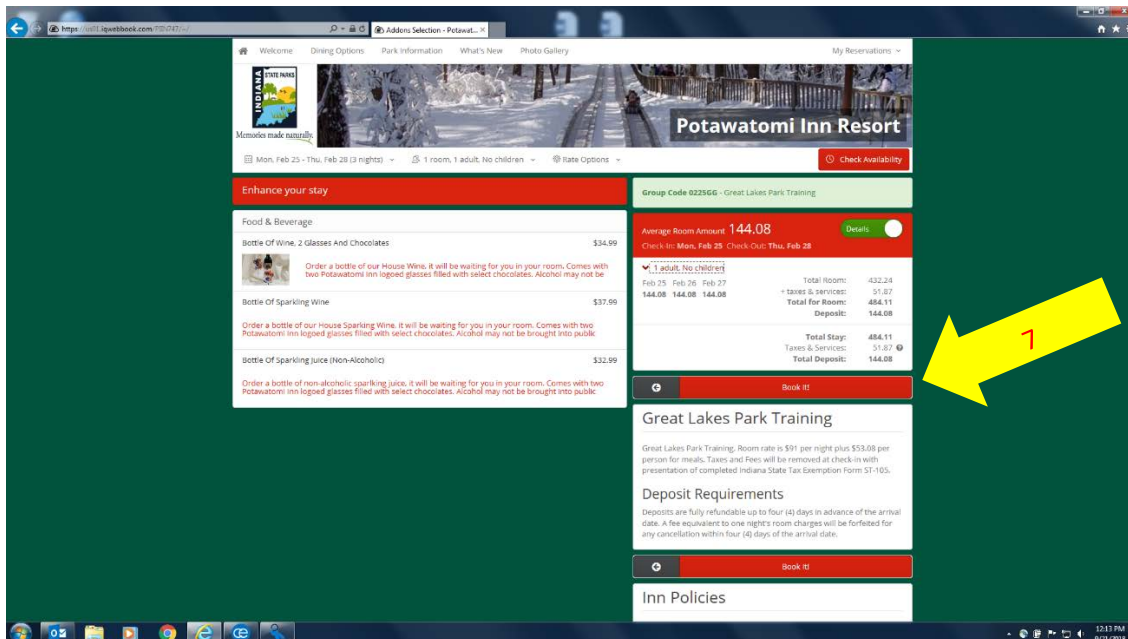 https://us01.iqwebbook.com/
Addons Selection - Potawat...
Welcome Dining Options Park Information What's New Photo Gallery My Reservations
INDIANA
STATE PARKS
Memories made naturally.
Potawatomi Inn Resort
Mon, Feb 25 - Thu, Feb 28 (3 nights) 1 room, 1 adult, No children Rate Options Check Availability
Enhance your stay
Food & Beverage
Bottle Of Wine, 2 Glasses And Chocolates $34.99
Order a bottle of our House Wine, it will be waiting for you in your room. Comes with
two Potawatomi Inn logoed glasses filled with select chocolates. Alcohol may not be
Bottle Of Sparkling Wine $37.99
Order a bottle of our House Sparking Wine, it will be waiting for you in your room. Comes with two
Potawatomi Inn logoed glasses filled with select chocolates. Alcohol may not be brought into public
Bottle Of Sparkling Juice (Non-Alcoholic) $32.99
Order a bottle of non-alcoholic sparlking juice, it will be waiting for you in your room. Comes with two
Potawatomi Inn logoed glasses filled with select chocolates. Alcohol may not be brought into public
Group Code 0225GG - Great Lakes Park Training
Average Room Amount 144.08 Details
Check-In: Mon, Feb 25 Check-Out: Thu, Feb 28
1 adult, No children
Feb 25 Feb 26 Feb 27
144.08 144.08 144.08
Total Room: 432.24
+ taxes & services: 51.87
Total for Room: 484.11
Deposit: 144.08
Total Stay: 484.11
Taxes & Services: 51.87
Total Deposit: 144.08
7
Book It!
Great Lakes Park Training
Great Lakes Park Training. Room rate is $91 per night plus $53.08 per
person for meals. Taxes and Fees will be removed at check-in with
presentation of completed Indiana State Tax Exemption Form ST-105.
Deposit Requirements
Deposits are fully refundable up to four (4) days in advance of the arrival
date. A fee equivalent to one night's room charges will be forfeited for
any cancellation within four (4) days of the arrival date.
Book It!
Inn Policies
12:13 PM